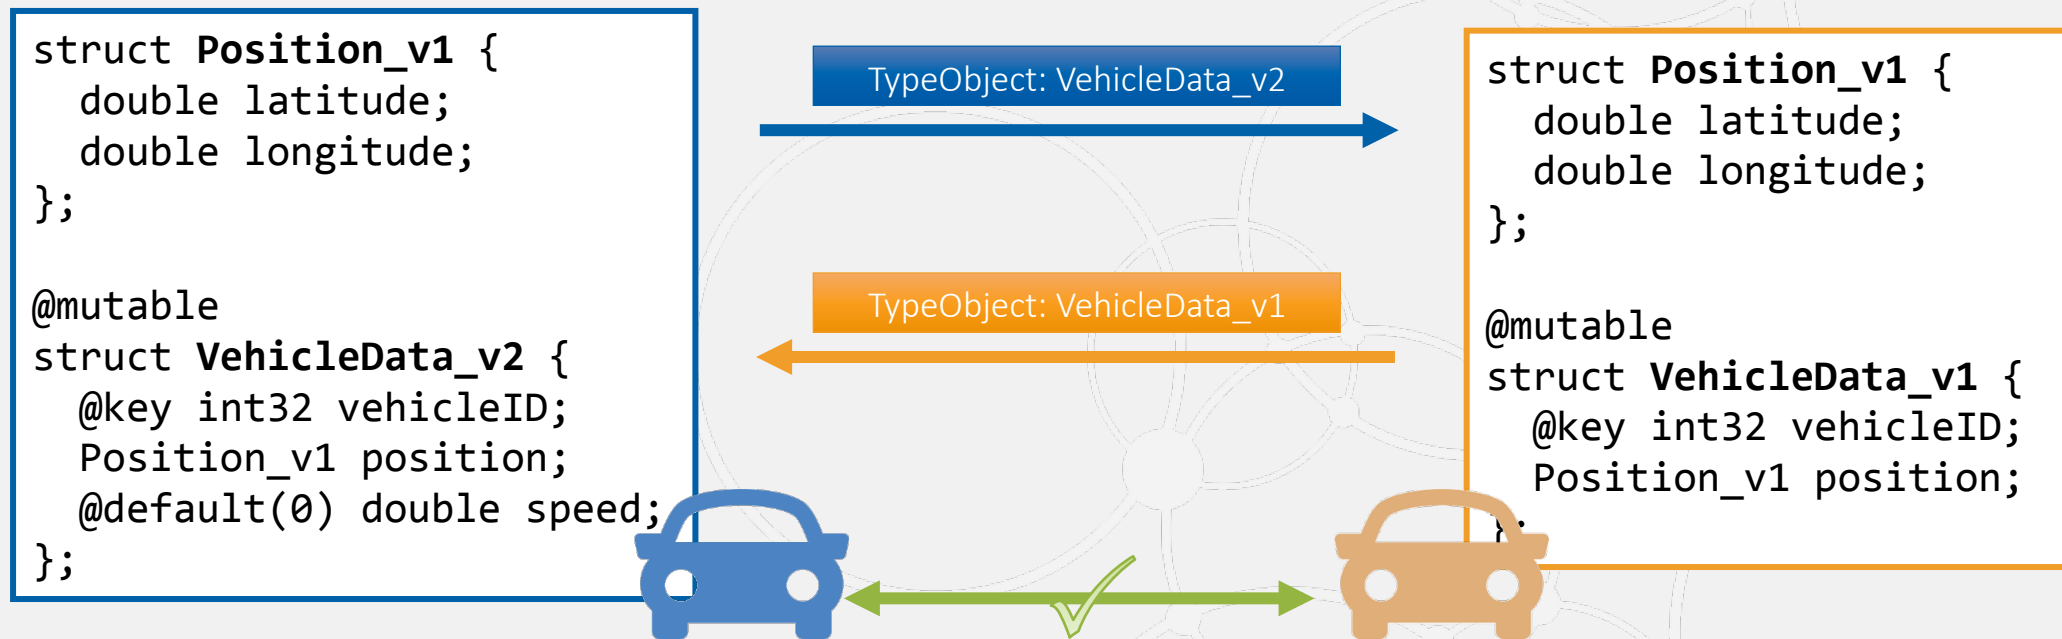 struct Position_v1 {
  double latitude;
  double longitude;
};

@mutable
struct VehicleData_v2 {
  @key int32 vehicleID;
  Position_v1 position;
  @default(0) double speed;
};
TypeObject: VehicleData_v2
TypeObject: VehicleData_v1
struct Position_v1 {
  double latitude;
  double longitude;
};

@mutable
struct VehicleData_v1 {
  @key int32 vehicleID;
  Position_v1 position;
};